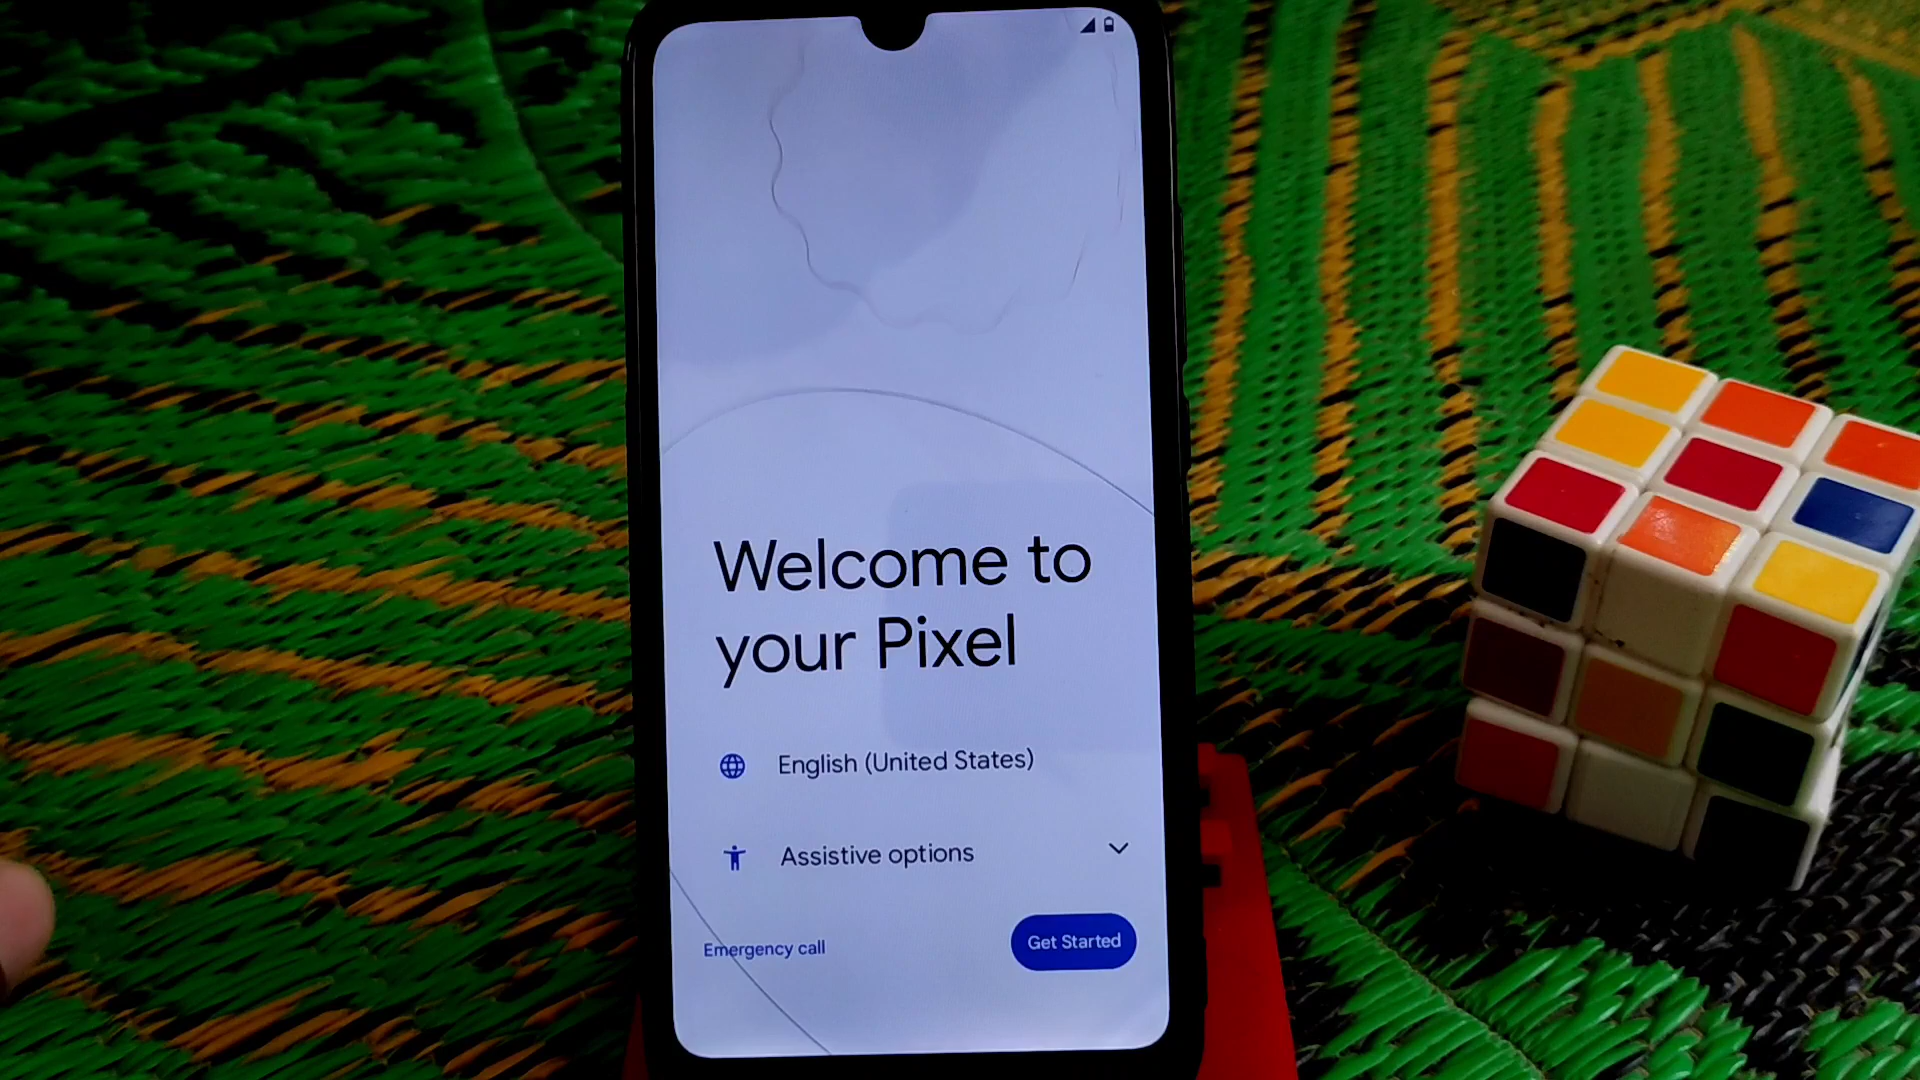 Welcome to
your Pixel
English (United States)
Assistive options
Emergency call
Get Started